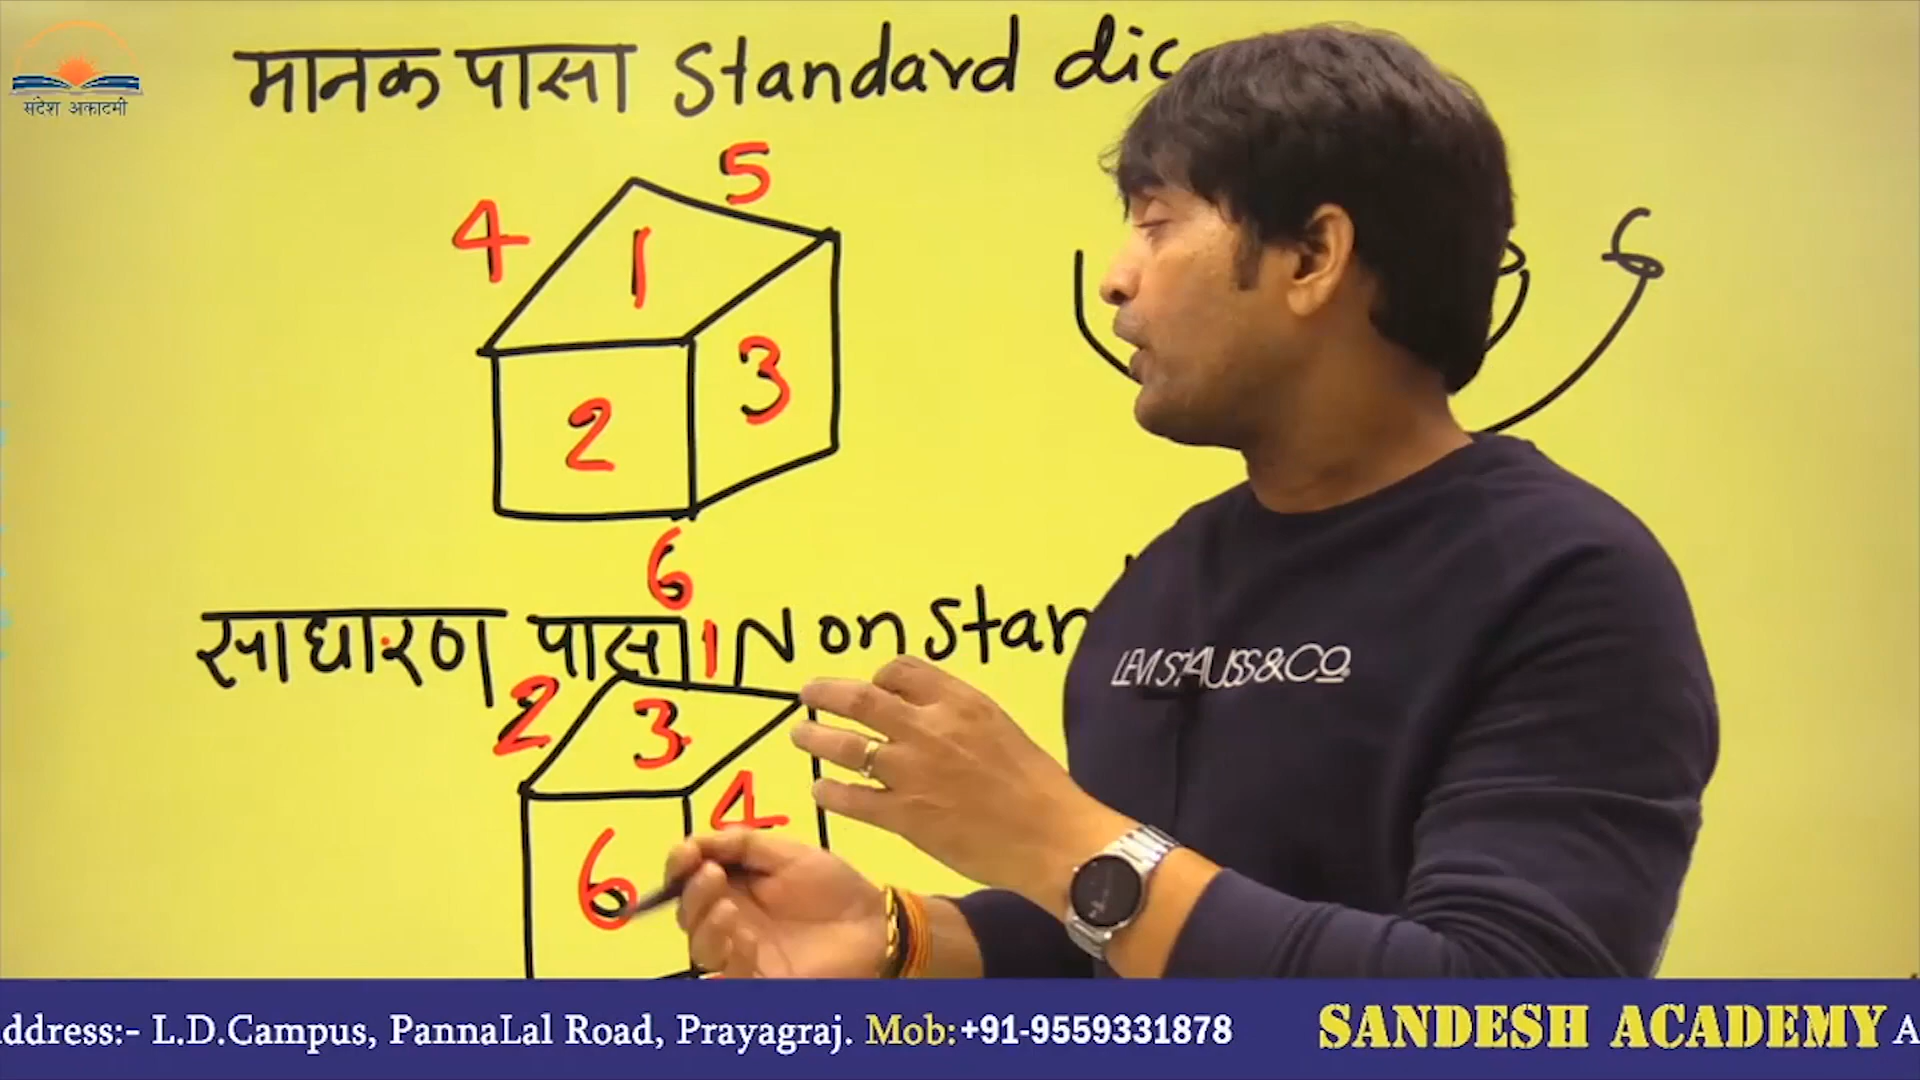 संदेश अकादमी
मानक पासा Standard dic
5
4
1
6
3
2
6
साधारण पासा Non Stan
1
2
3
4
6
LEVI STRAUSS & CO.
ddress:- L.D.Campus, PannaLal Road, Prayagraj. Mob:+91-9559331878 SANDESH ACADEMY A